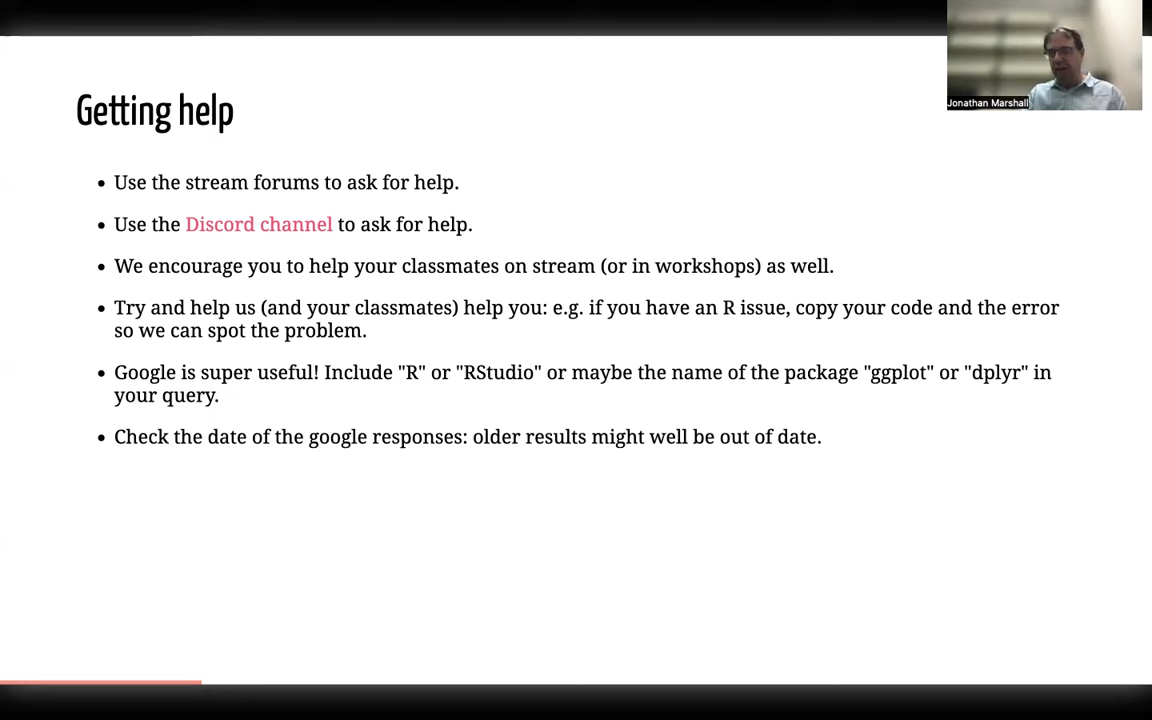 Jonathan Marshall
Getting help
• Use the stream forums to ask for help.
• Use the Discord channel to ask for help.
• We encourage you to help your classmates on stream (or in workshops) as well.
• Try and help us (and your classmates) help you: e.g. if you have an R issue, copy your code and the error
so we can spot the problem.
• Google is super useful! Include "R" or "RStudio" or maybe the name of the package "ggplot" or "dplyr" in
your query.
• Check the date of the google responses: older results might well be out of date.